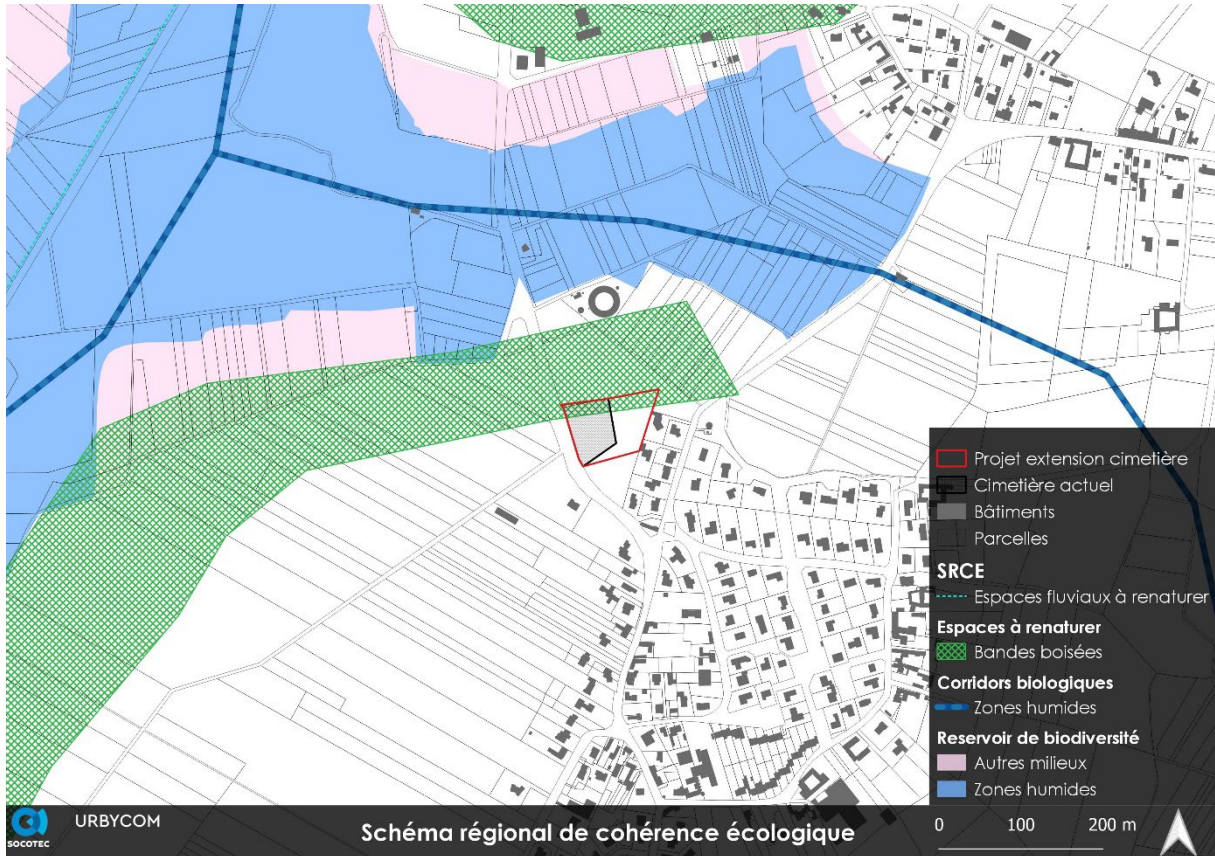 Projet extension cimetière
Cimetière actuel
Bâtiments
Parcelles
SRCE
Espaces fluviaux à renaturer
Espaces à renaturer
Bandes boisées
Corridors biologiques
Zones humides
Reservoir de biodiversité
Autres milieux
Zones humides
SOCOTEC
URBYCOM
Schéma régional de cohérence écologique
0 100 200 m